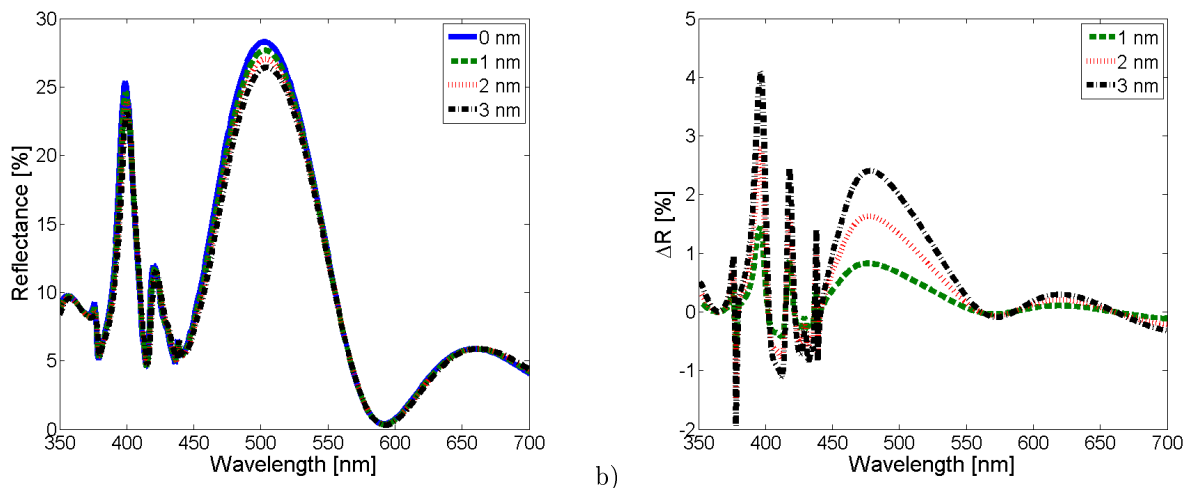 30
25
20
15
10
5
0
350 400 450 500 550 600 650 700
Reflectance [%]
Wavelength [nm]
0 nm
1 nm
2 nm
3 nm
b)
5
4
3
2
1
0
-1
-2
350 400 450 500 550 600 650 700
ΔR [%]
Wavelength [nm]
1 nm
2 nm
3 nm